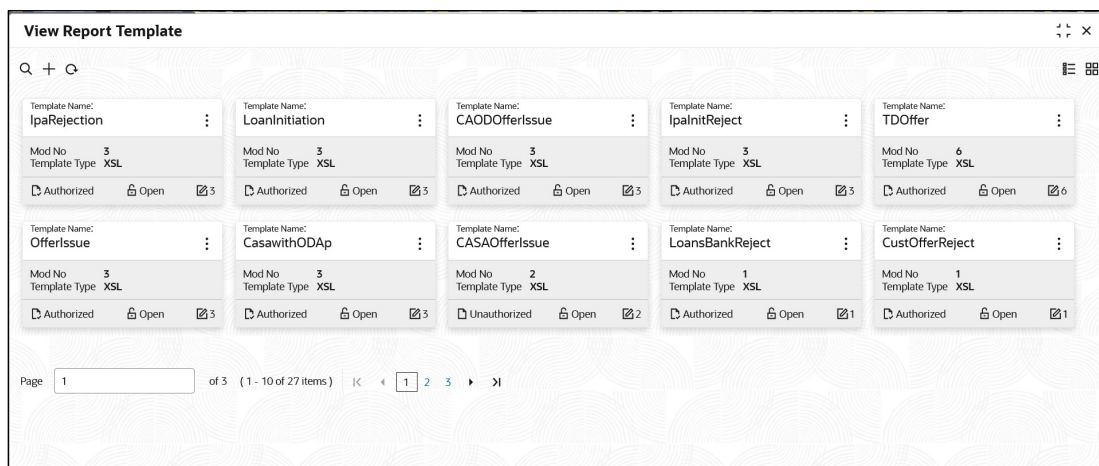 View Report Template
Template Name: Template Name: Template Name: Template Name: Template Name:
IpaRejection LoanInitiation CAODOfferIssue IpaInitReject TDOffer
Mod No 3 Mod No 3 Mod No 3 Mod No 3 Mod No 6
Template Type XSL Template Type XSL Template Type XSL Template Type XSL Template Type XSL
Authorized Open 3 Authorized Open 3 Authorized Open 3 Authorized Open 3 Authorized Open 6
Template Name: Template Name: Template Name: Template Name: Template Name:
OfferIssue CasawithODAp CASAOfferIssue LoansBankReject CustOfferReject
Mod No 3 Mod No 3 Mod No 2 Mod No 1 Mod No 1
Template Type XSL Template Type XSL Template Type XSL Template Type XSL Template Type XSL
Authorized Open 3 Authorized Open 3 Unauthorized Open 2 Authorized Open 1 Authorized Open 1
Page 1 of 3 (1 - 10 of 27 items) 1 2 3